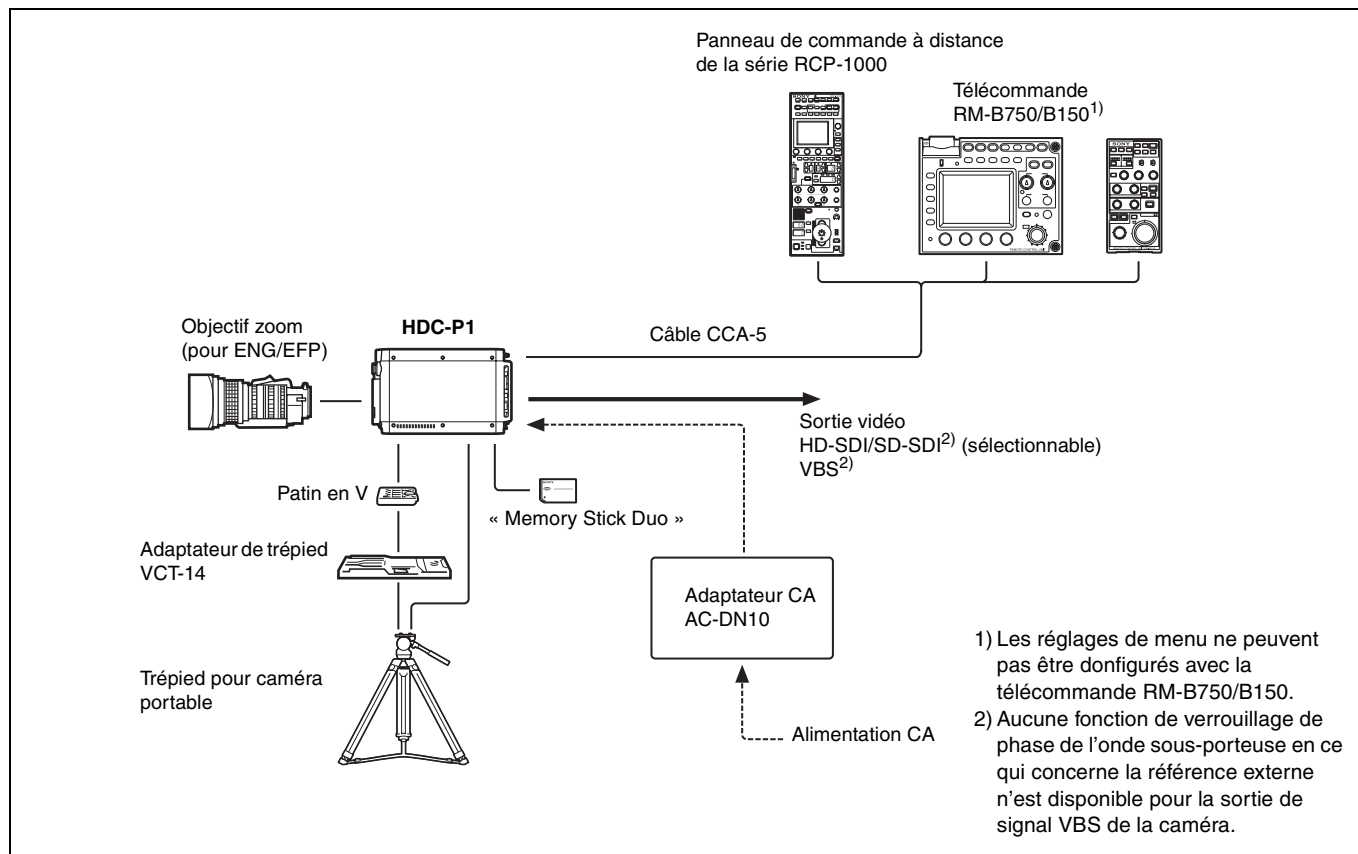 Panneau de commande à distance
de la série RCP-1000
Télécommande
RM-B750/B1501)
Objectif zoom
(pour ENG/EFP)
HDC-P1
Câble CCA-5
Sortie vidéo
HD-SDI/SD-SDI2) (sélectionnable)
VBS2)
Patin en V
« Memory Stick Duo »
Adaptateur de trépied
VCT-14
Adaptateur CA
AC-DN10
Trépied pour caméra
portable
Alimentation CA
1) Les réglages de menu ne peuvent
pas être donfigurés avec la
télécommande RM-B750/B150.
2) Aucune fonction de verrouillage de
phase de l’onde sous-porteuse en ce
qui concerne la référence externe
n’est disponible pour la sortie de
signal VBS de la caméra.